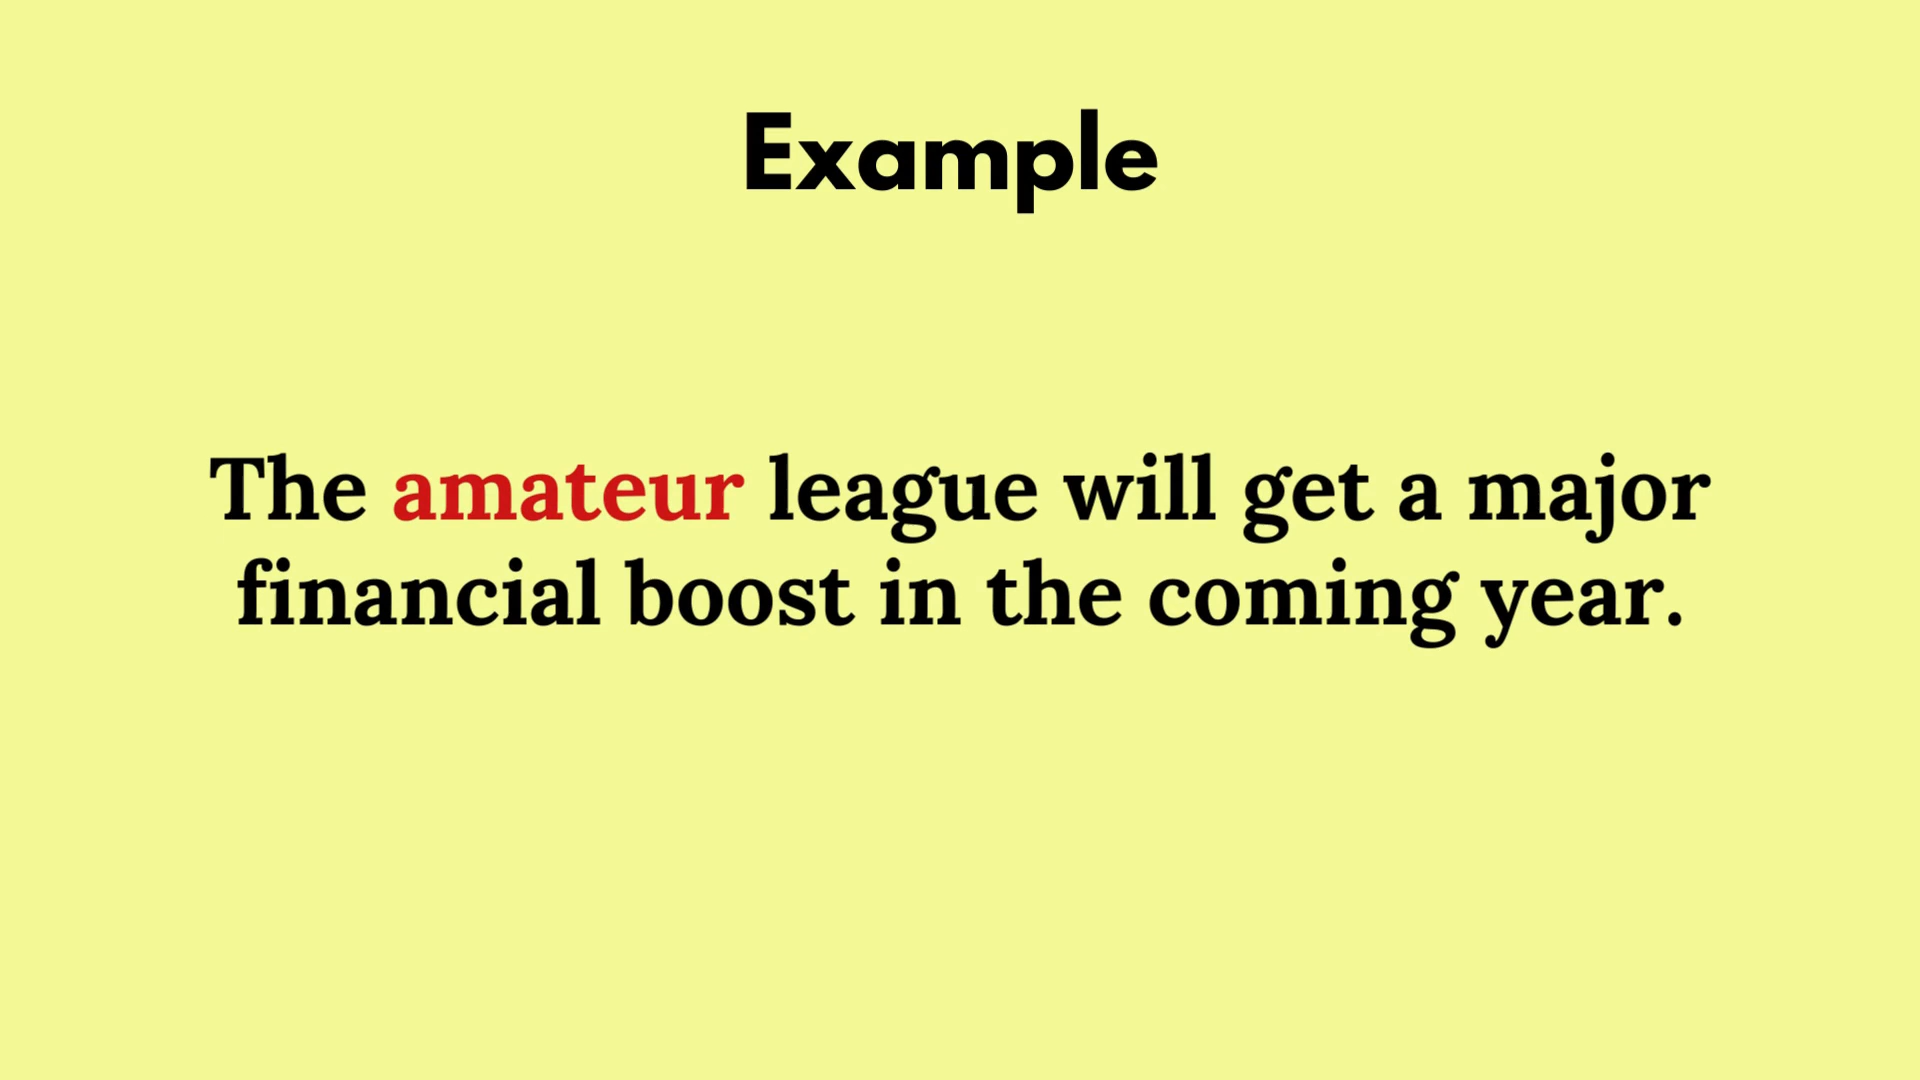 Example
The amateur league will get a major
financial boost in the coming year.